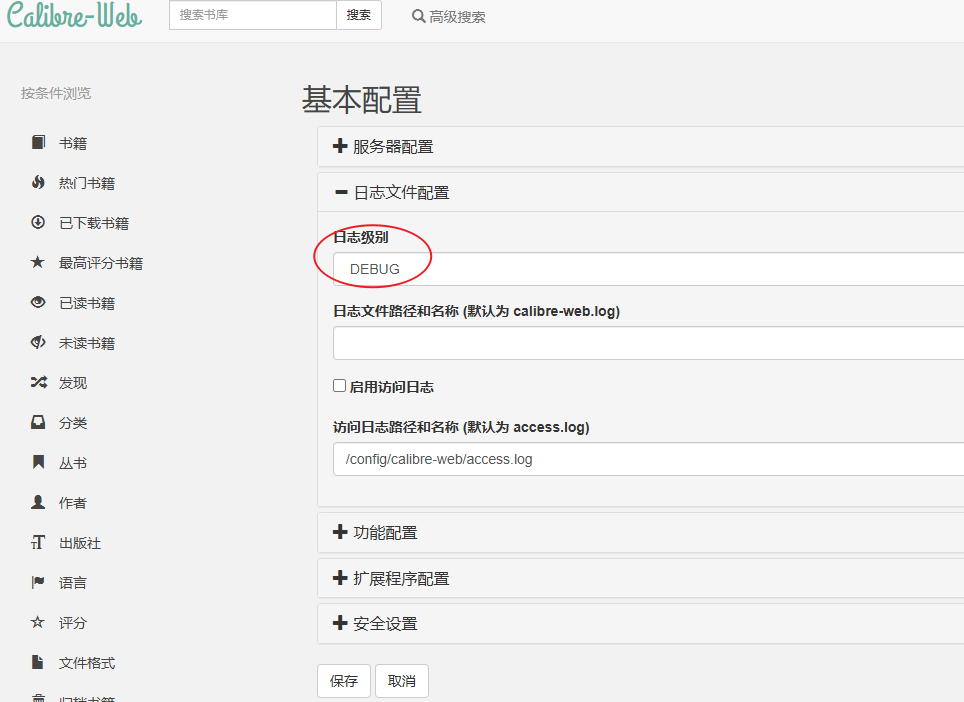 Calibre-Web
搜索书库
搜索
高级搜索
按条件浏览
书籍
热门书籍
已下载书籍
最高评分书籍
已读书籍
未读书籍
发现
分类
丛书
作者
出版社
语言
评分
文件格式
归档书籍
基本配置
服务器配置
日志文件配置
日志级别
DEBUG
日志文件路径和名称 (默认为 calibre-web.log)
启用访问日志
访问日志路径和名称 (默认为 access.log)
/config/calibre-web/access.log
功能配置
扩展程序配置
安全设置
保存
取消